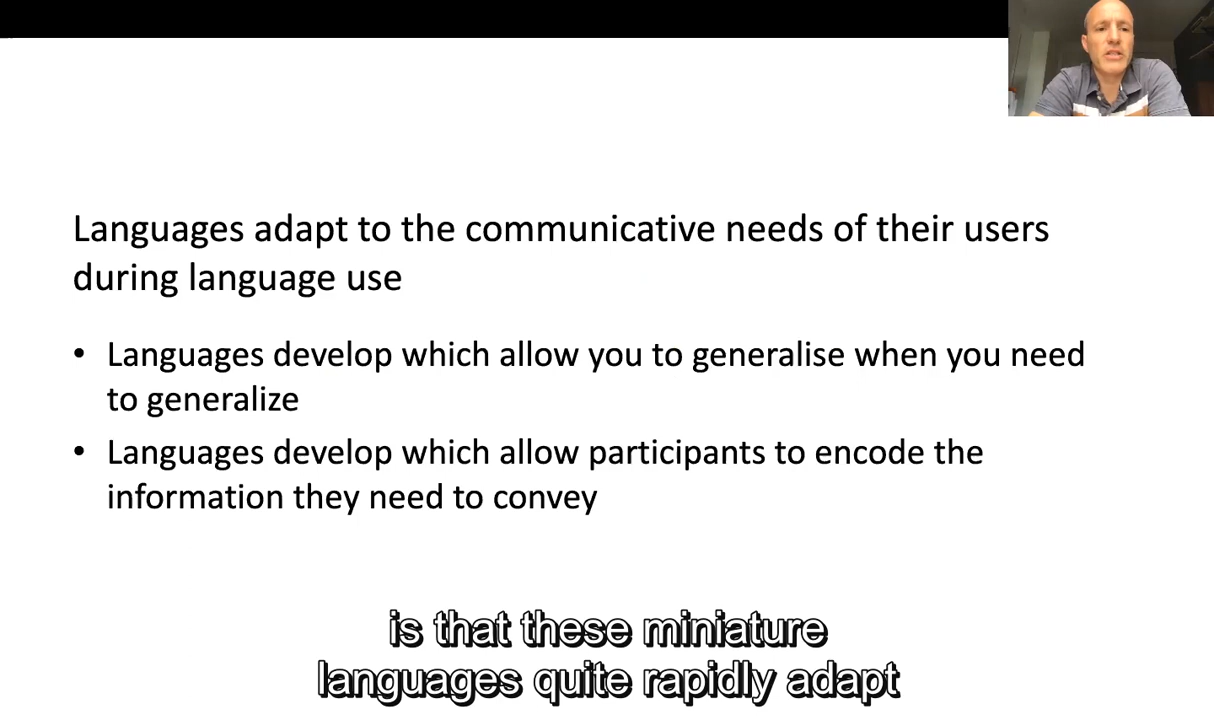 Languages adapt to the communicative needs of their users
during language use
• Languages develop which allow you to generalise when you need
to generalize
• Languages develop which allow participants to encode the
information they need to convey
is that these miniature
languages quite rapidly adapt